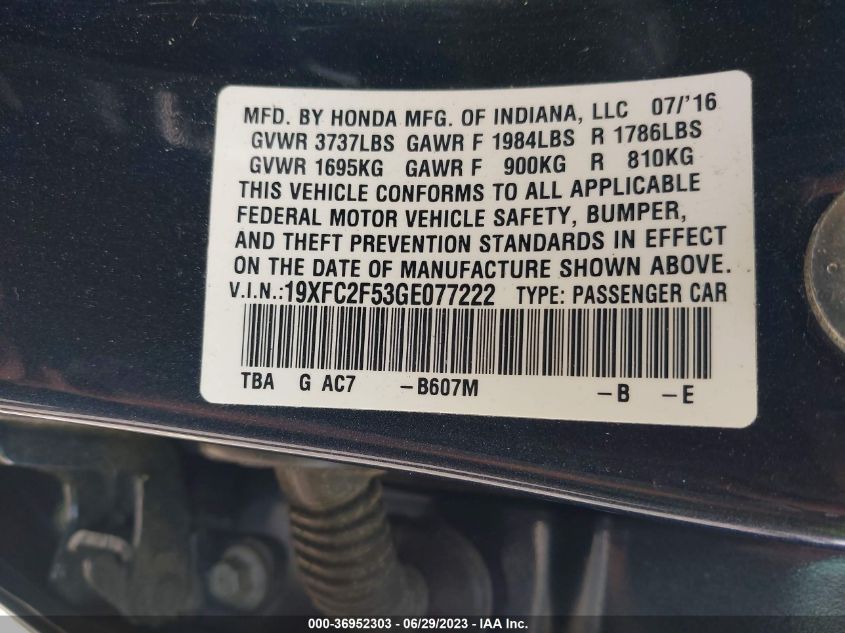 MFD. BY HONDA MFG. OF INDIANA, LLC 07/'16
GVWR 3737LBS GAWR F 1984LBS R 1786LBS
GVWR 1695KG GAWR F 900KG R 810KG
THIS VEHICLE CONFORMS TO ALL APPLICABLE
FEDERAL MOTOR VEHICLE SAFETY, BUMPER,
AND THEFT PREVENTION STANDARDS IN EFFECT
ON THE DATE OF MANUFACTURE SHOWN ABOVE.
V.I.N.:19XFC2F53GE077222 TYPE: PASSENGER CAR
TBA G AC7 –B607M –B –E
000-36952303 - 06/29/2023 - IAA Inc.